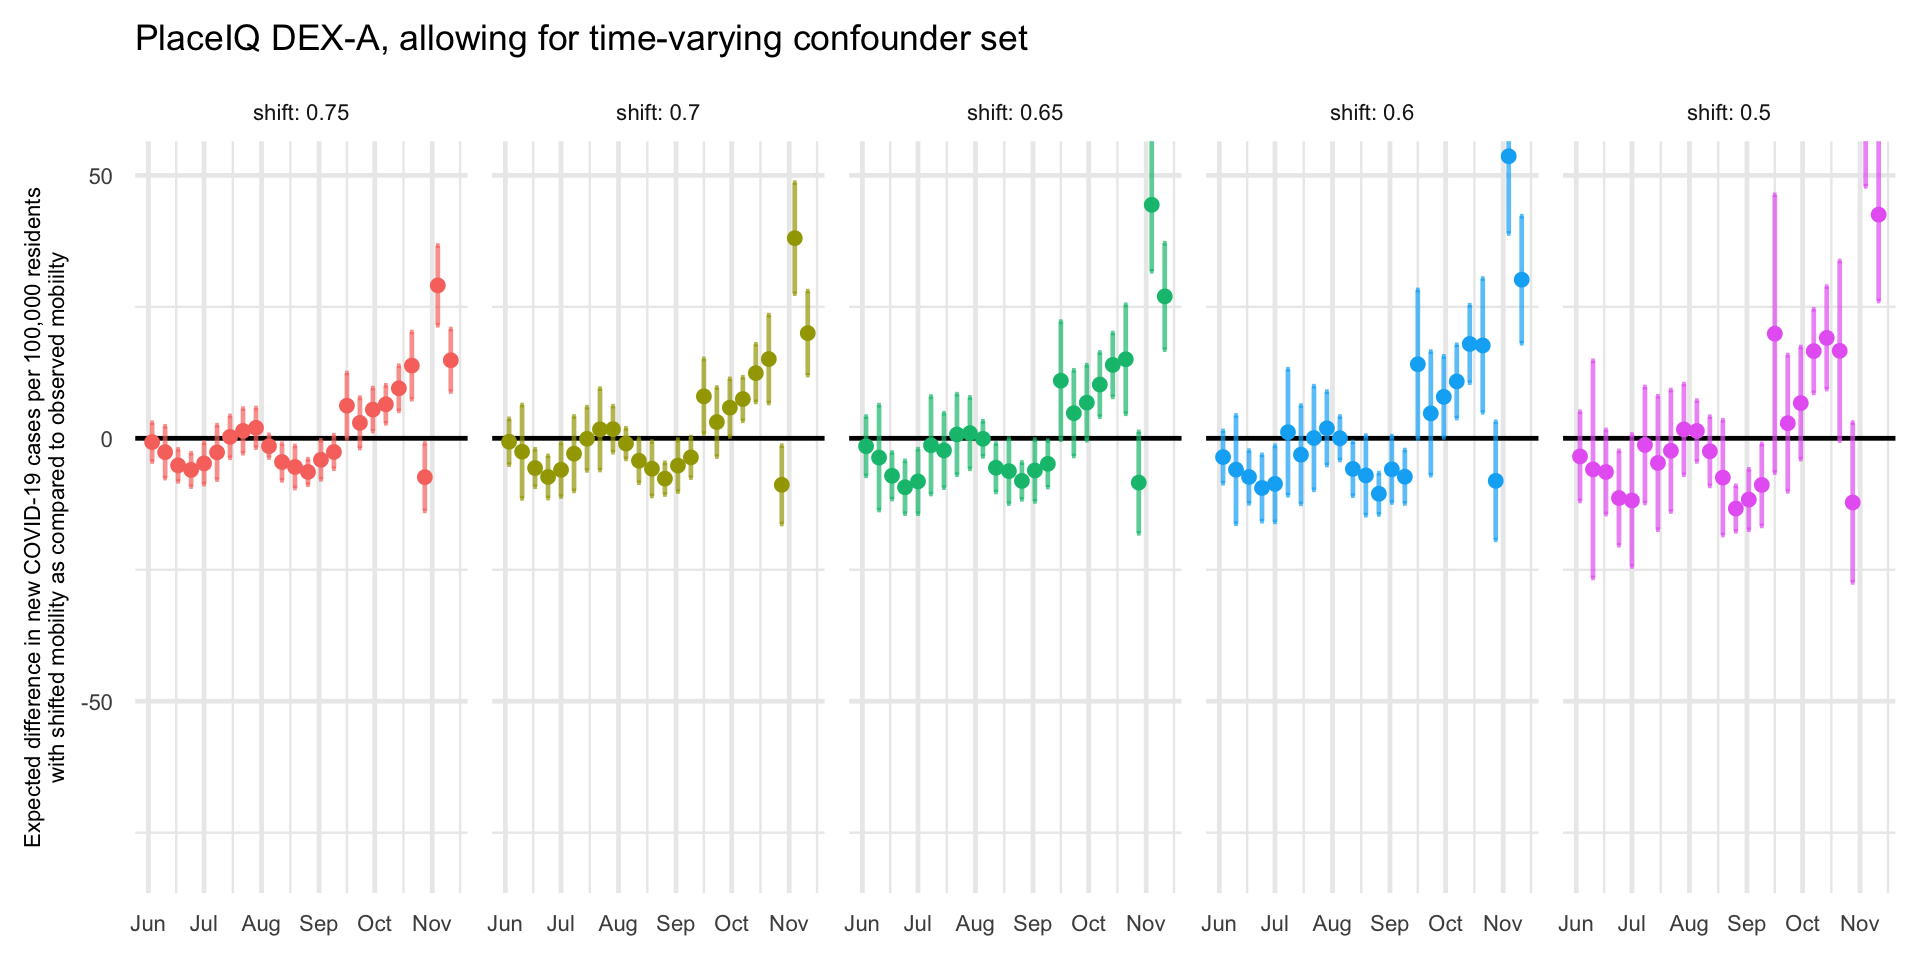 PlaceIQ DEX-A, allowing for time-varying confounder set
shift: 0.75
shift: 0.7
shift: 0.65
shift: 0.6
shift: 0.5
Expected difference in new COVID-19 cases per 100,000 residents
with shifted mobility as compared to observed mobility
50
0
-50
Jun Jul Aug Sep Oct Nov
Jun Jul Aug Sep Oct Nov
Jun Jul Aug Sep Oct Nov
Jun Jul Aug Sep Oct Nov
Jun Jul Aug Sep Oct Nov